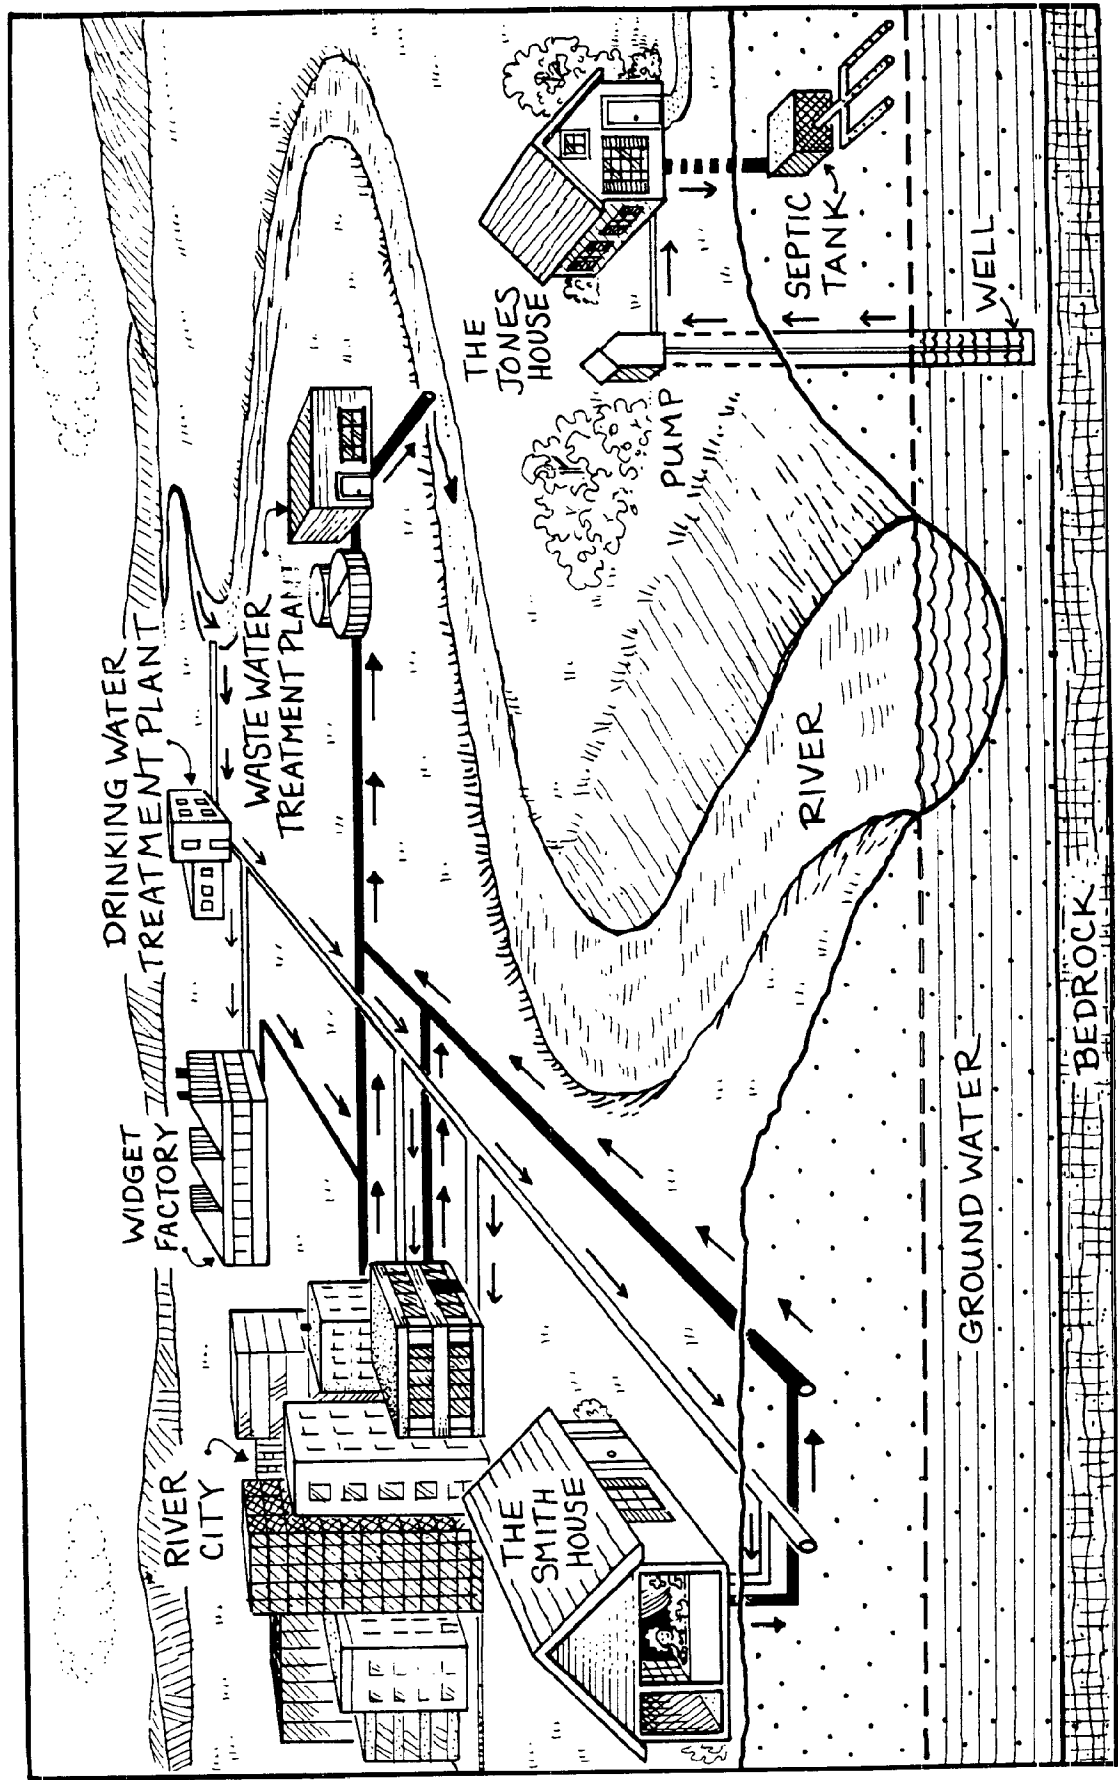 DRINKING WATER
TREATMENT PLANT
WIDGET
FACTORY
RIVER
CITY
WASTE WATER
TREATMENT PLANT
THE
SMITH
HOUSE
THE
JONES
HOUSE
PUMP
RIVER
SEPTIC
TANK
WELL
GROUND WATER
BEDROCK